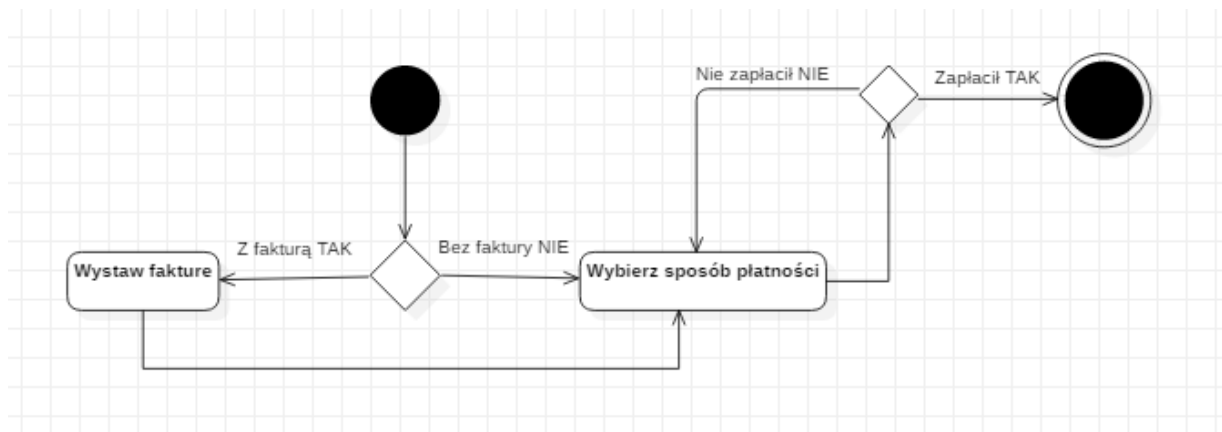 Nie zapłacił NIE
Zapłacił TAK
Z fakturą TAK
Bez faktury NIE
Wystaw fakture
Wybierz sposób płatności